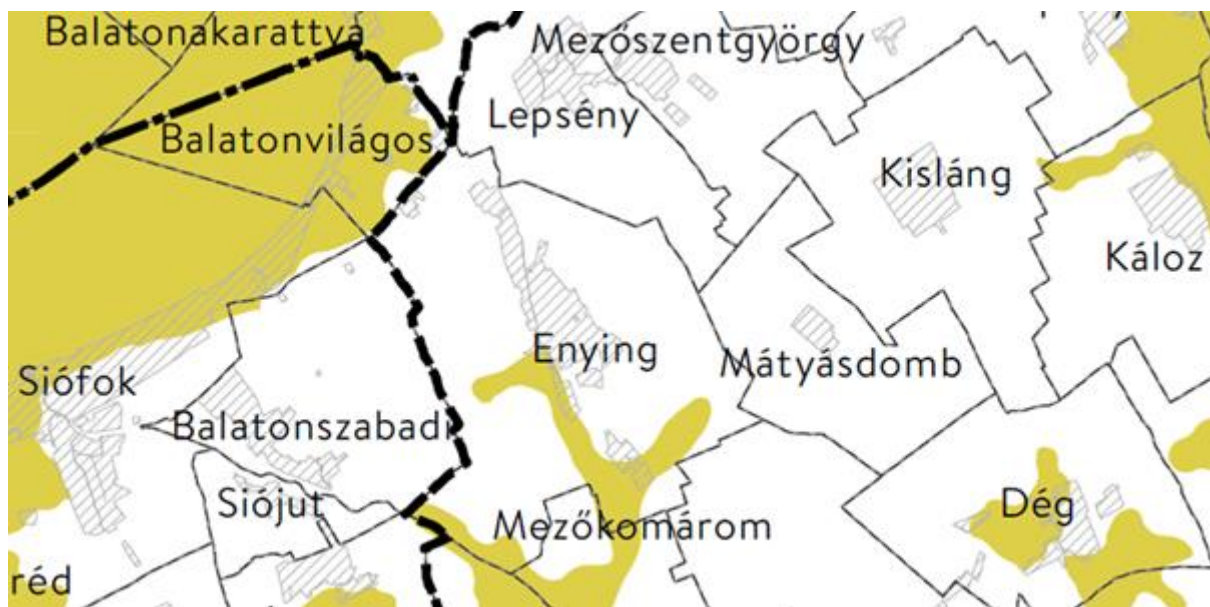 Balatonakarattya
Mezőszentgyörgy
Lepsény
Balatonvilágos
Kisláng
Káloz
Enying
Mátyásdomb
Siófok
Balatonszabadi
Siójut
Mezőkomárom
Dég
réd